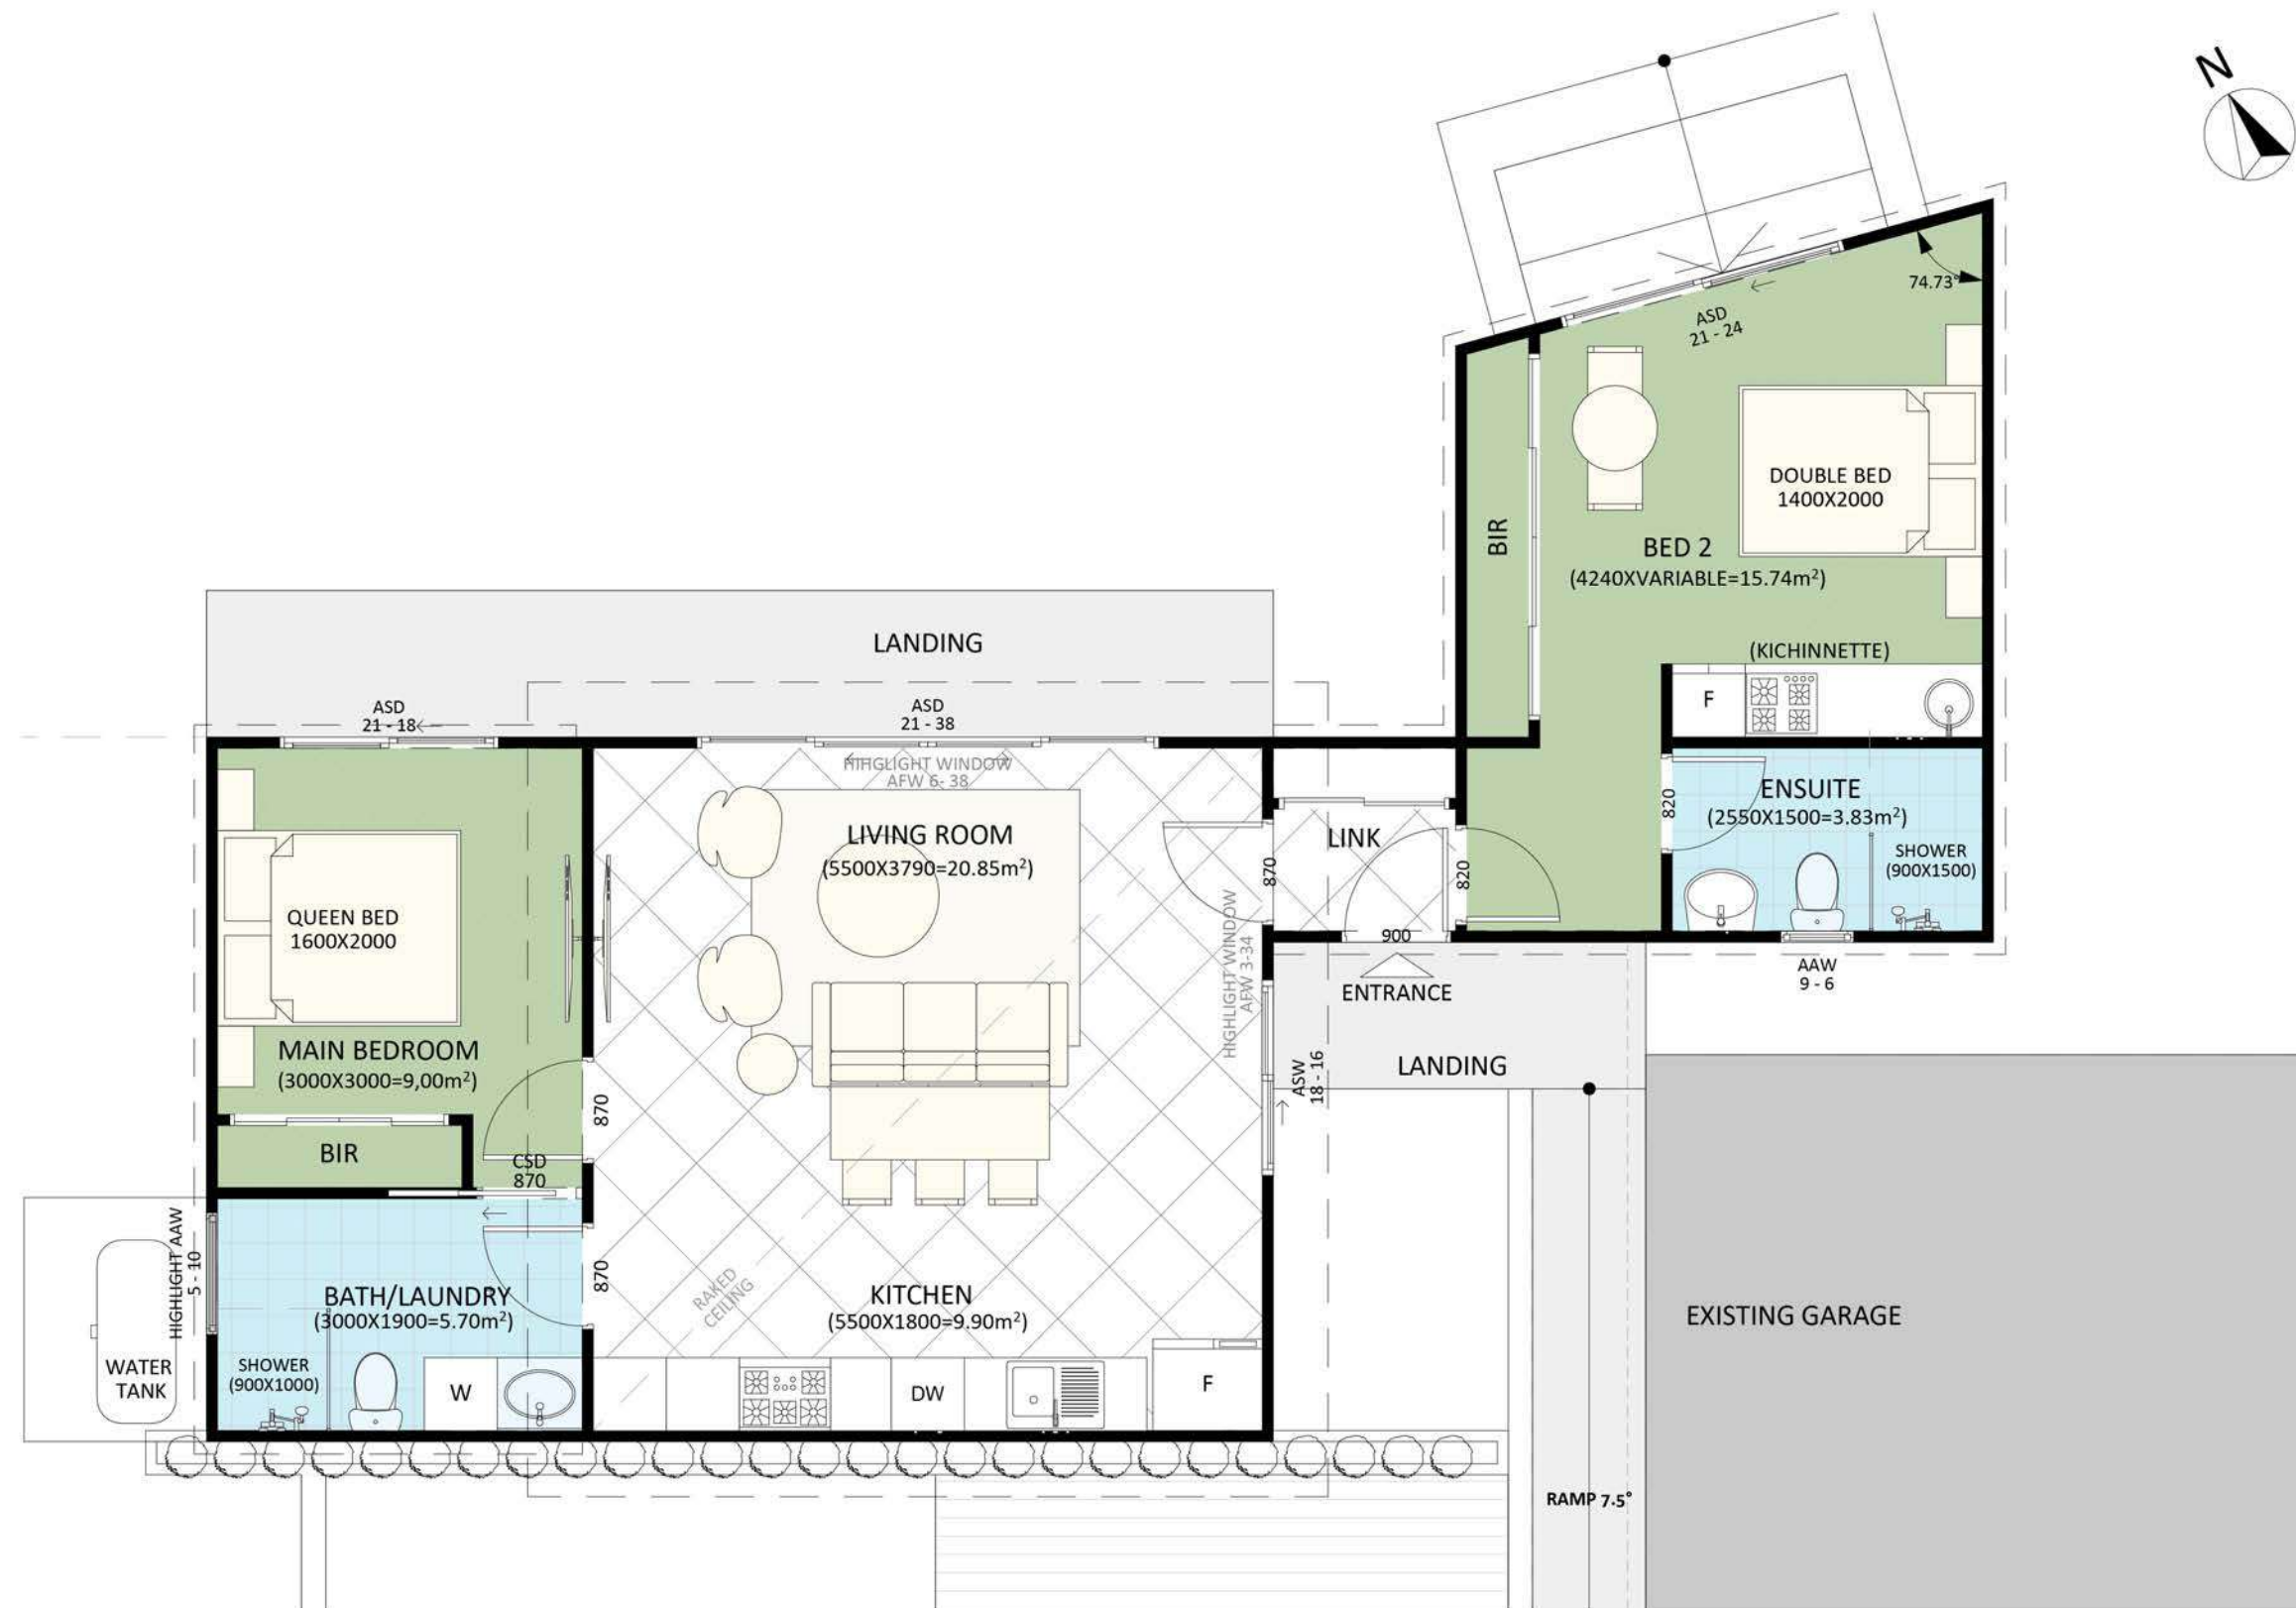 N
74.73°
ASD
21 - 24
DOUBLE BED
1400X2000
BIR
BED 2
(4240XVARIABLE=15.74m²)
(KICHINNETTE)
F
LANDING
ASD
21 - 18
ASD
21 - 38
HIHGLIGHT WINDOW
AFW 6- 38
ENSUITE
(2550X1500=3.83m²)
820
SHOWER
(900X1500)
LIVING ROOM
(5500X3790=20.85m²)
LINK
870
820
900
QUEEN BED
1600X2000
HIGHLIGHT WINDOW
AFW 3-34
ENTRANCE
AAW
9 - 6
MAIN BEDROOM
(3000X3000=9,00m²)
LANDING
ASW
18 - 16
870
BIR
CSD
870
HIGHLIGHT AAW
5 - 10
870
BATH/LAUNDRY
(3000X1900=5.70m²)
RAKED
CEILING
KITCHEN
(5500X1800=9.90m²)
EXISTING GARAGE
WATER
TANK
SHOWER
(900X1000)
W
DW
F
RAMP 7.5°